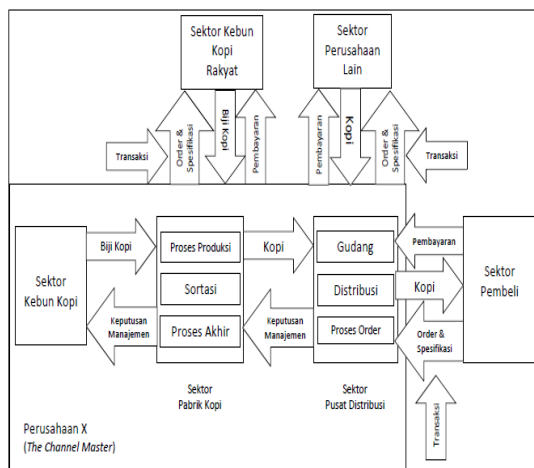 Sektor Kebun
Kopi
Rakyat
Sektor
Perusahaan
Lain
Transaksi
Order &
Spesifikasi
Biji Kopi
Pembayaran
Pembayaran
Kopi
Order &
Spesifikasi
Transaksi
Sektor
Kebun Kopi
Biji Kopi
Keputusan
Manajemen
Proses Produksi
Sortasi
Proses Akhir
Sektor
Pabrik Kopi
Kopi
Keputusan
Manajemen
Gudang
Distribusi
Proses Order
Sektor
Pusat Distribusi
Pembayaran
Kopi
Order &
Spesifikasi
Sektor
Pembeli
Transaksi
Perusahaan X
(The Channel Master)